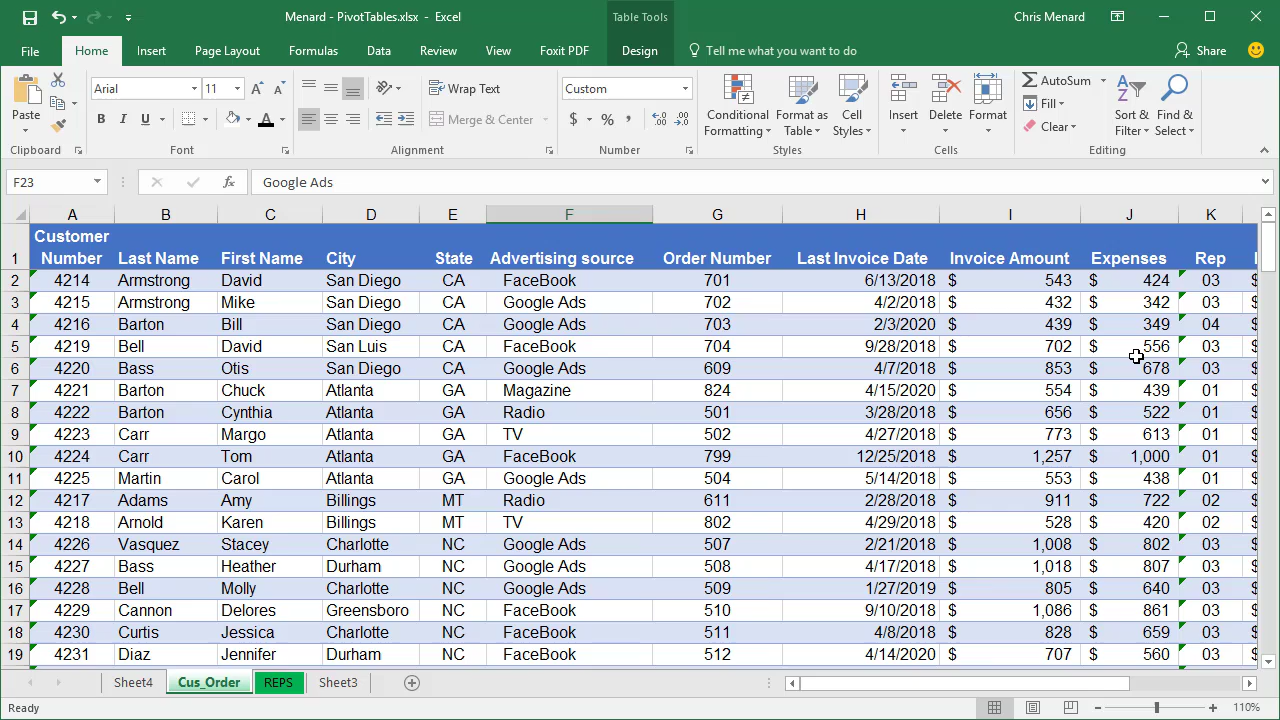 Menard - PivotTables.xlsx - Excel
Table Tools
Chris Menard
File Home Insert Page Layout Formulas Data Review View Foxit PDF Design Tell me what you want to do Share
Paste
Clipboard
Arial 11
B I U A
Font
Wrap Text
Merge & Center
Alignment
Custom
$ % ,
Number
Conditional Formatting
Format as Table
Cell Styles
Styles
Insert Delete Format
Cells
AutoSum
Fill
Clear
Sort & Filter
Find & Select
Editing
F23 fx Google Ads
A B C D E F G H I J K
1 Customer Number Last Name First Name City State Advertising source Order Number Last Invoice Date Invoice Amount Expenses Rep
2 4214 Armstrong David San Diego CA FaceBook 701 6/13/2018 $ 543 $ 424 03 $
3 4215 Armstrong Mike San Diego CA Google Ads 702 4/2/2018 $ 432 $ 342 03 $
4 4216 Barton Bill San Diego CA Google Ads 703 2/3/2020 $ 439 $ 349 04 $
5 4219 Bell David San Luis CA FaceBook 704 9/28/2018 $ 702 $ 556 03 $
6 4220 Bass Otis San Diego CA Google Ads 609 4/7/2018 $ 853 $ 678 03 $
7 4221 Barton Chuck Atlanta GA Magazine 824 4/15/2020 $ 554 $ 439 01 $
8 4222 Barton Cynthia Atlanta GA Radio 501 3/28/2018 $ 656 $ 522 01 $
9 4223 Carr Margo Atlanta GA TV 502 4/27/2018 $ 773 $ 613 01 $
10 4224 Carr Tom Atlanta GA FaceBook 799 12/25/2018 $ 1,257 $ 1,000 01 $
11 4225 Martin Carol Atlanta GA Google Ads 504 5/14/2018 $ 553 $ 438 01 $
12 4217 Adams Amy Billings MT Radio 611 2/28/2018 $ 911 $ 722 02 $
13 4218 Arnold Karen Billings MT TV 802 4/29/2018 $ 528 $ 420 02 $
14 4226 Vasquez Stacey Charlotte NC Google Ads 507 2/21/2018 $ 1,008 $ 802 03 $
15 4227 Bass Heather Durham NC Google Ads 508 4/17/2018 $ 1,018 $ 807 03 $
16 4228 Bell Molly Charlotte NC Google Ads 509 1/27/2019 $ 805 $ 640 03 $
17 4229 Cannon Delores Greensboro NC FaceBook 510 9/10/2018 $ 1,086 $ 861 03 $
18 4230 Curtis Jessica Charlotte NC FaceBook 511 4/8/2018 $ 828 $ 659 03 $
19 4231 Diaz Jennifer Durham NC FaceBook 512 4/14/2020 $ 707 $ 560 03 $
Sheet4 Cus_Order REPS Sheet3
Ready 110%